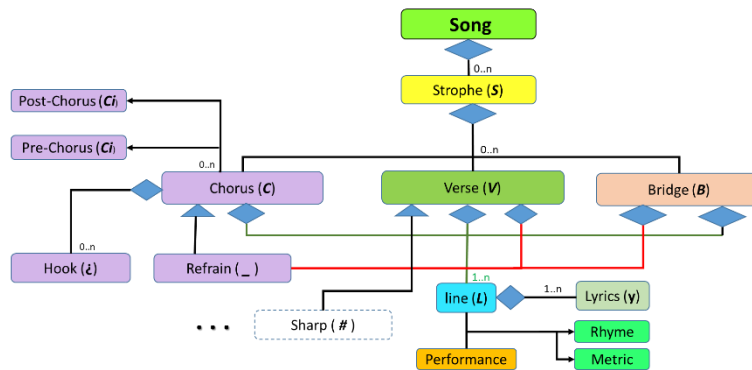 Song
0..n
Strophe (S)
Post-Chorus (Ci)
Pre-Chorus (Ci)
0..n
0..n
Chorus (C)
Verse (V)
Bridge (B)
0..n
Hook (¿)
Refrain ( _ )
1..n
line (L)
1..n
Lyrics (γ)
Sharp ( # )
Rhyme
Performance
Metric